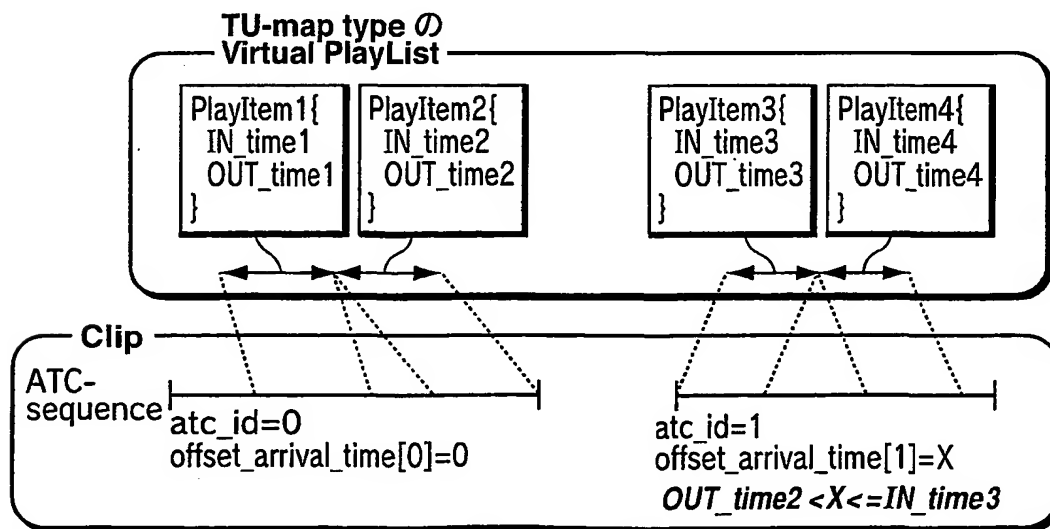 TU-map type の
Virtual PlayList
PlayItem1{
IN_time1
OUT_time1
}
PlayItem2{
IN_time2
OUT_time2
}
PlayItem3{
IN_time3
OUT_time3
}
PlayItem4{
IN_time4
OUT_time4
}
Clip
ATC-
sequence
atc_id=0
offset_arrival_time[0]=0
atc_id=1
offset_arrival_time[1]=X
OUT_time2<X<=IN_time3